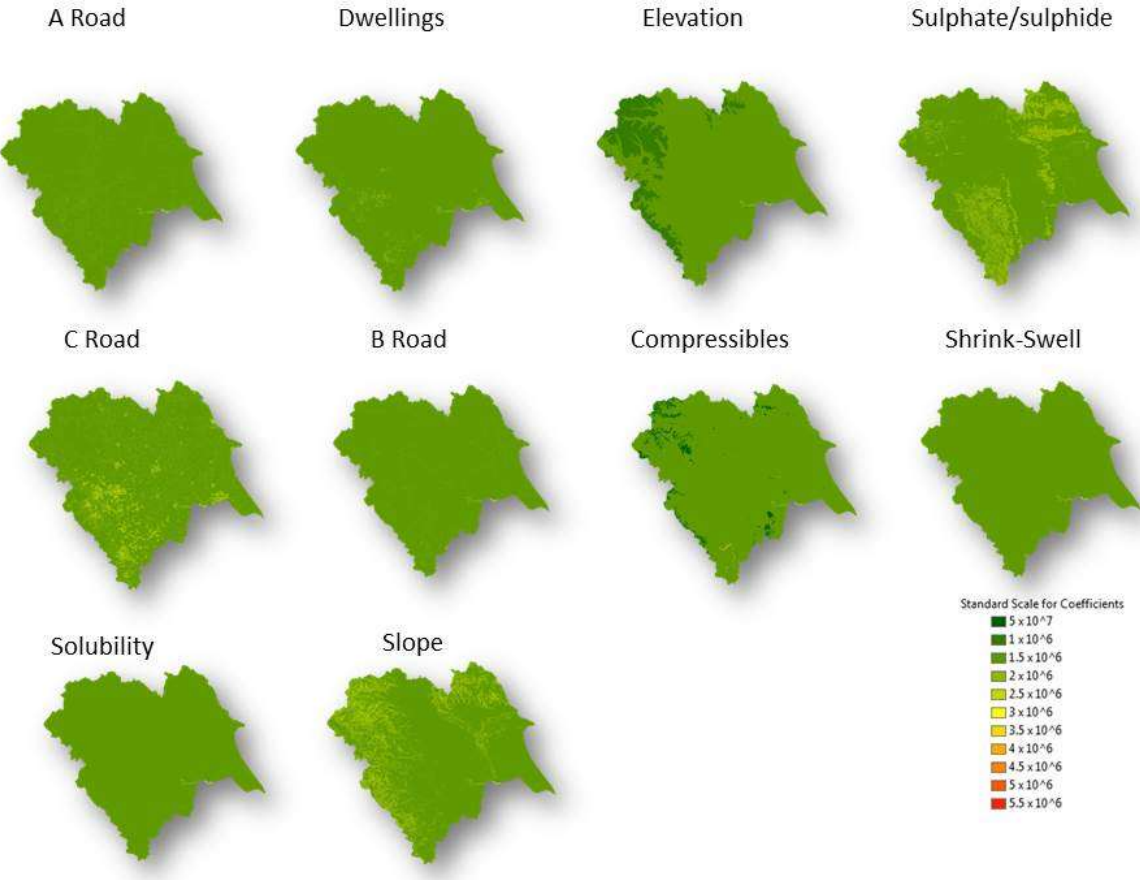 A Road
Dwellings
Elevation
Sulphate/sulphide
C Road
B Road
Compressibles
Shrink-Swell
Solubility
Slope
Standard Scale for Coefficients
5 x 10^7
1 x 10^6
1.5 x 10^6
2 x 10^6
2.5 x 10^6
3 x 10^6
3.5 x 10^6
4 x 10^6
4.5 x 10^6
5 x 10^6
5.5 x 10^6